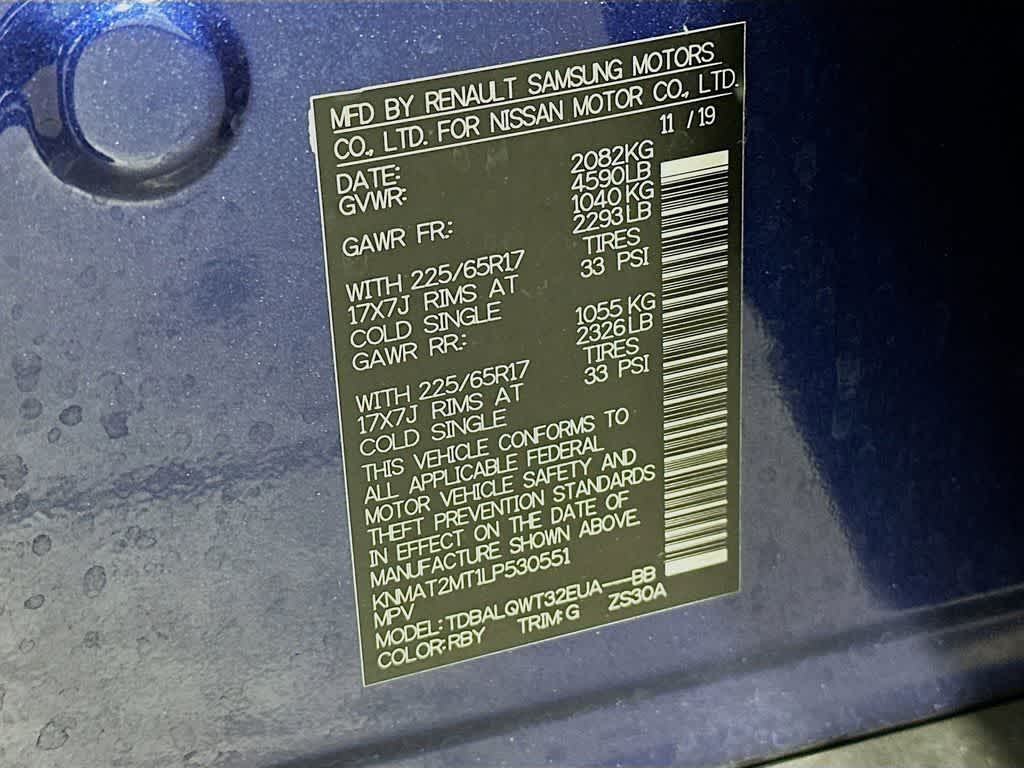 MFD BY RENAULT SAMSUNG MOTORS
CO., LTD. FOR NISSAN MOTOR CO., LTD.
DATE: 11 / 19
GVWR: 2082KG
4590LB
GAWR FR.: 1040KG
2293LB
WITH 225/65R17 TIRES
17X7J RIMS AT 33 PSI
COLD SINGLE
GAWR RR.: 1055KG
2326LB
WITH 225/65R17 TIRES
17X7J RIMS AT 33 PSI
COLD SINGLE
THIS VEHICLE CONFORMS TO
ALL APPLICABLE FEDERAL
MOTOR VEHICLE SAFETY AND
THEFT PREVENTION STANDARDS
IN EFFECT ON THE DATE OF
MANUFACTURE SHOWN ABOVE.
KNMAT2MT1LP530551
MPV
MODEL: TDBALQWT32EUA---BB
COLOR:RBY TRIM:G ZS30A